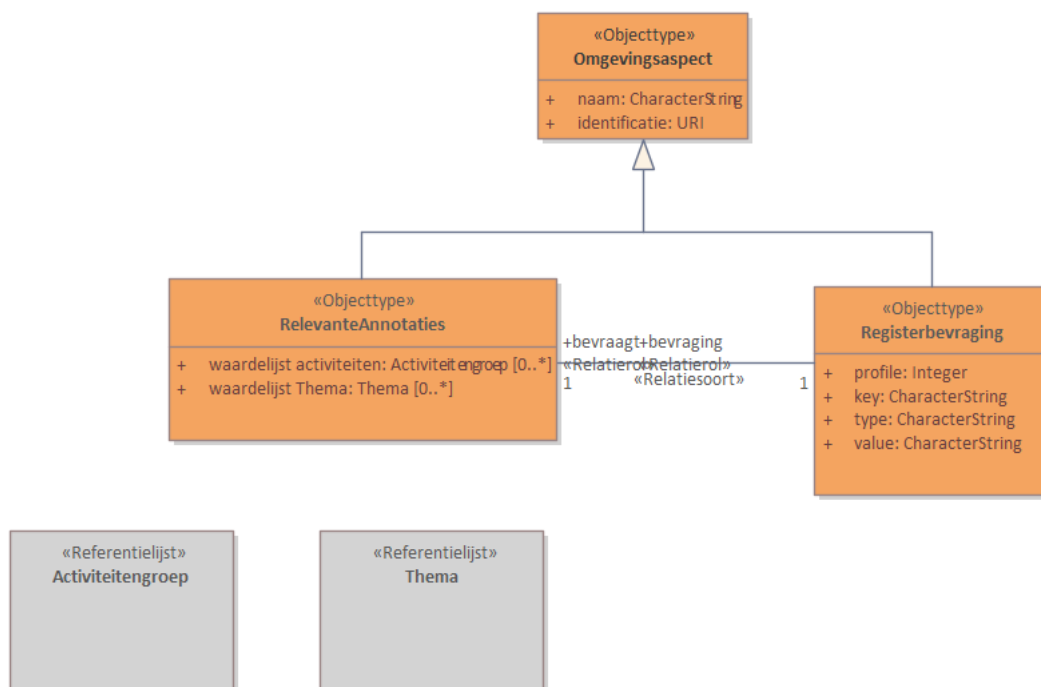 «Objecttype»
Omgevingsaspect
+ naam: CharacterString
+ identificatie: URI
«Objecttype»
RelevanteAnnotaties
+ waardelijst activiteiten: Activiteitengroep [0..*]
+ waardelijst Thema: Thema [0..*]
+bevraagt +bevraging
«Relatierol» «Relatierol»
«Relatiesoort»
1 1
«Objecttype»
Registerbevraging
+ profile: Integer
+ key: CharacterString
+ type: CharacterString
+ value: CharacterString
«Referentielijst»
Activiteitengroep
«Referentielijst»
Thema